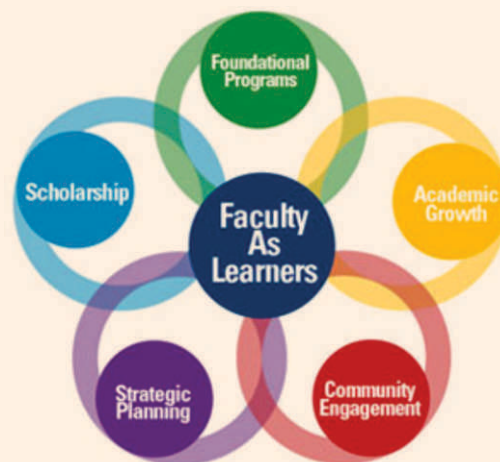 Foundational
Programs
Scholarship
Academic
Growth
Faculty
As
Learners
Strategic
Planning
Community
Engagement